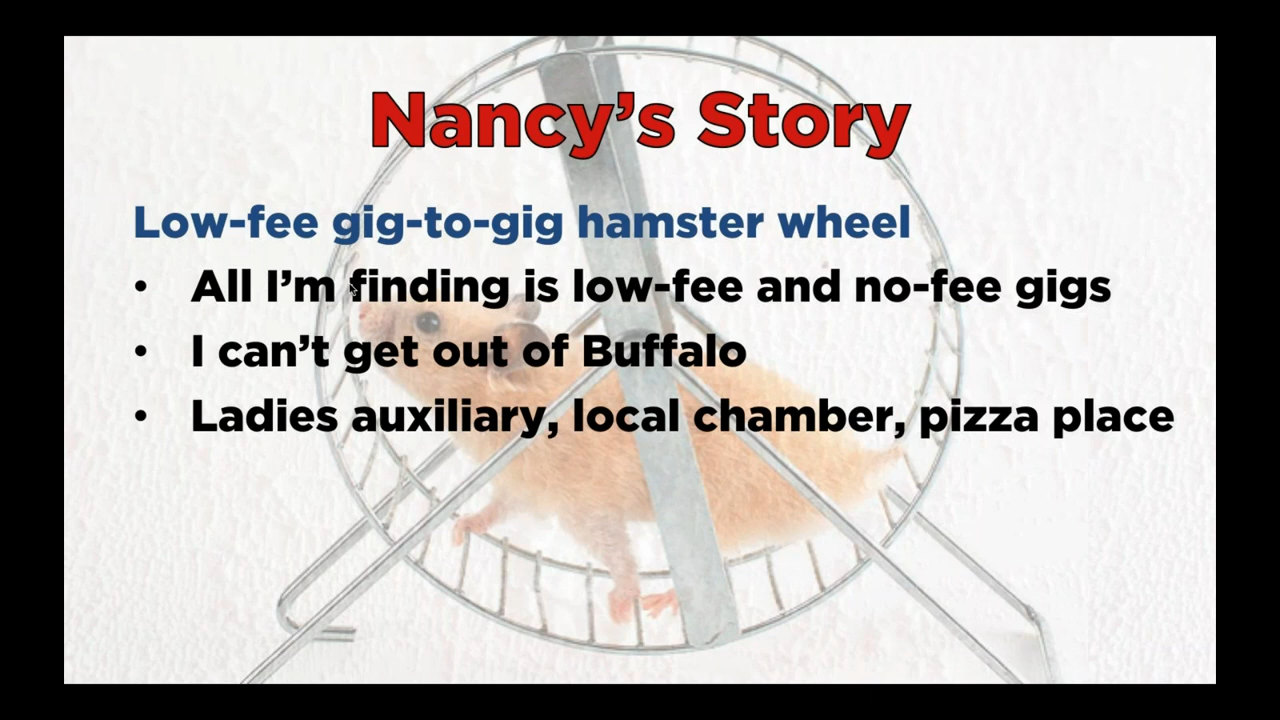 Nancy’s Story
Low-fee gig-to-gig hamster wheel
• All I’m finding is low-fee and no-fee gigs
• I can’t get out of Buffalo
• Ladies auxiliary, local chamber, pizza place